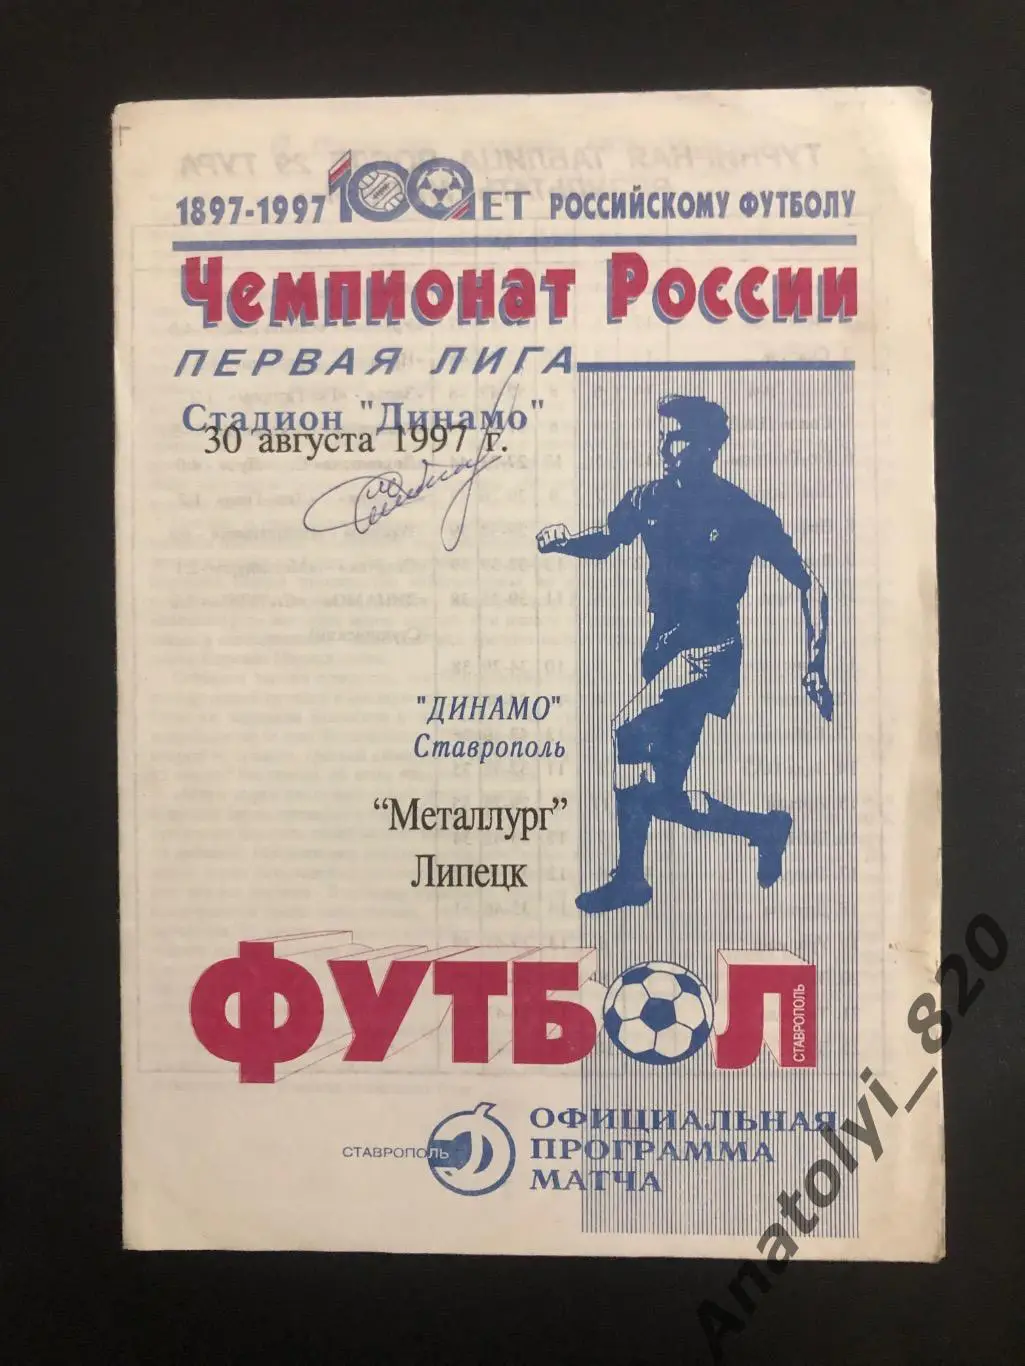 1897-1997 100 ЛЕТ РОССИЙСКОМУ ФУТБОЛУ
Чемпионат России
ПЕРВАЯ ЛИГА
Стадион "Динамо"
30 августа 1997 г.
"ДИНАМО"
Ставрополь
“Металлург”
Липецк
ФУТБОЛ
СТАВРОПОЛЬ
СТАВРОПОЛЬ
ОФИЦИАЛЬНАЯ
ПРОГРАММА
МАТЧА
Anatolyi_820